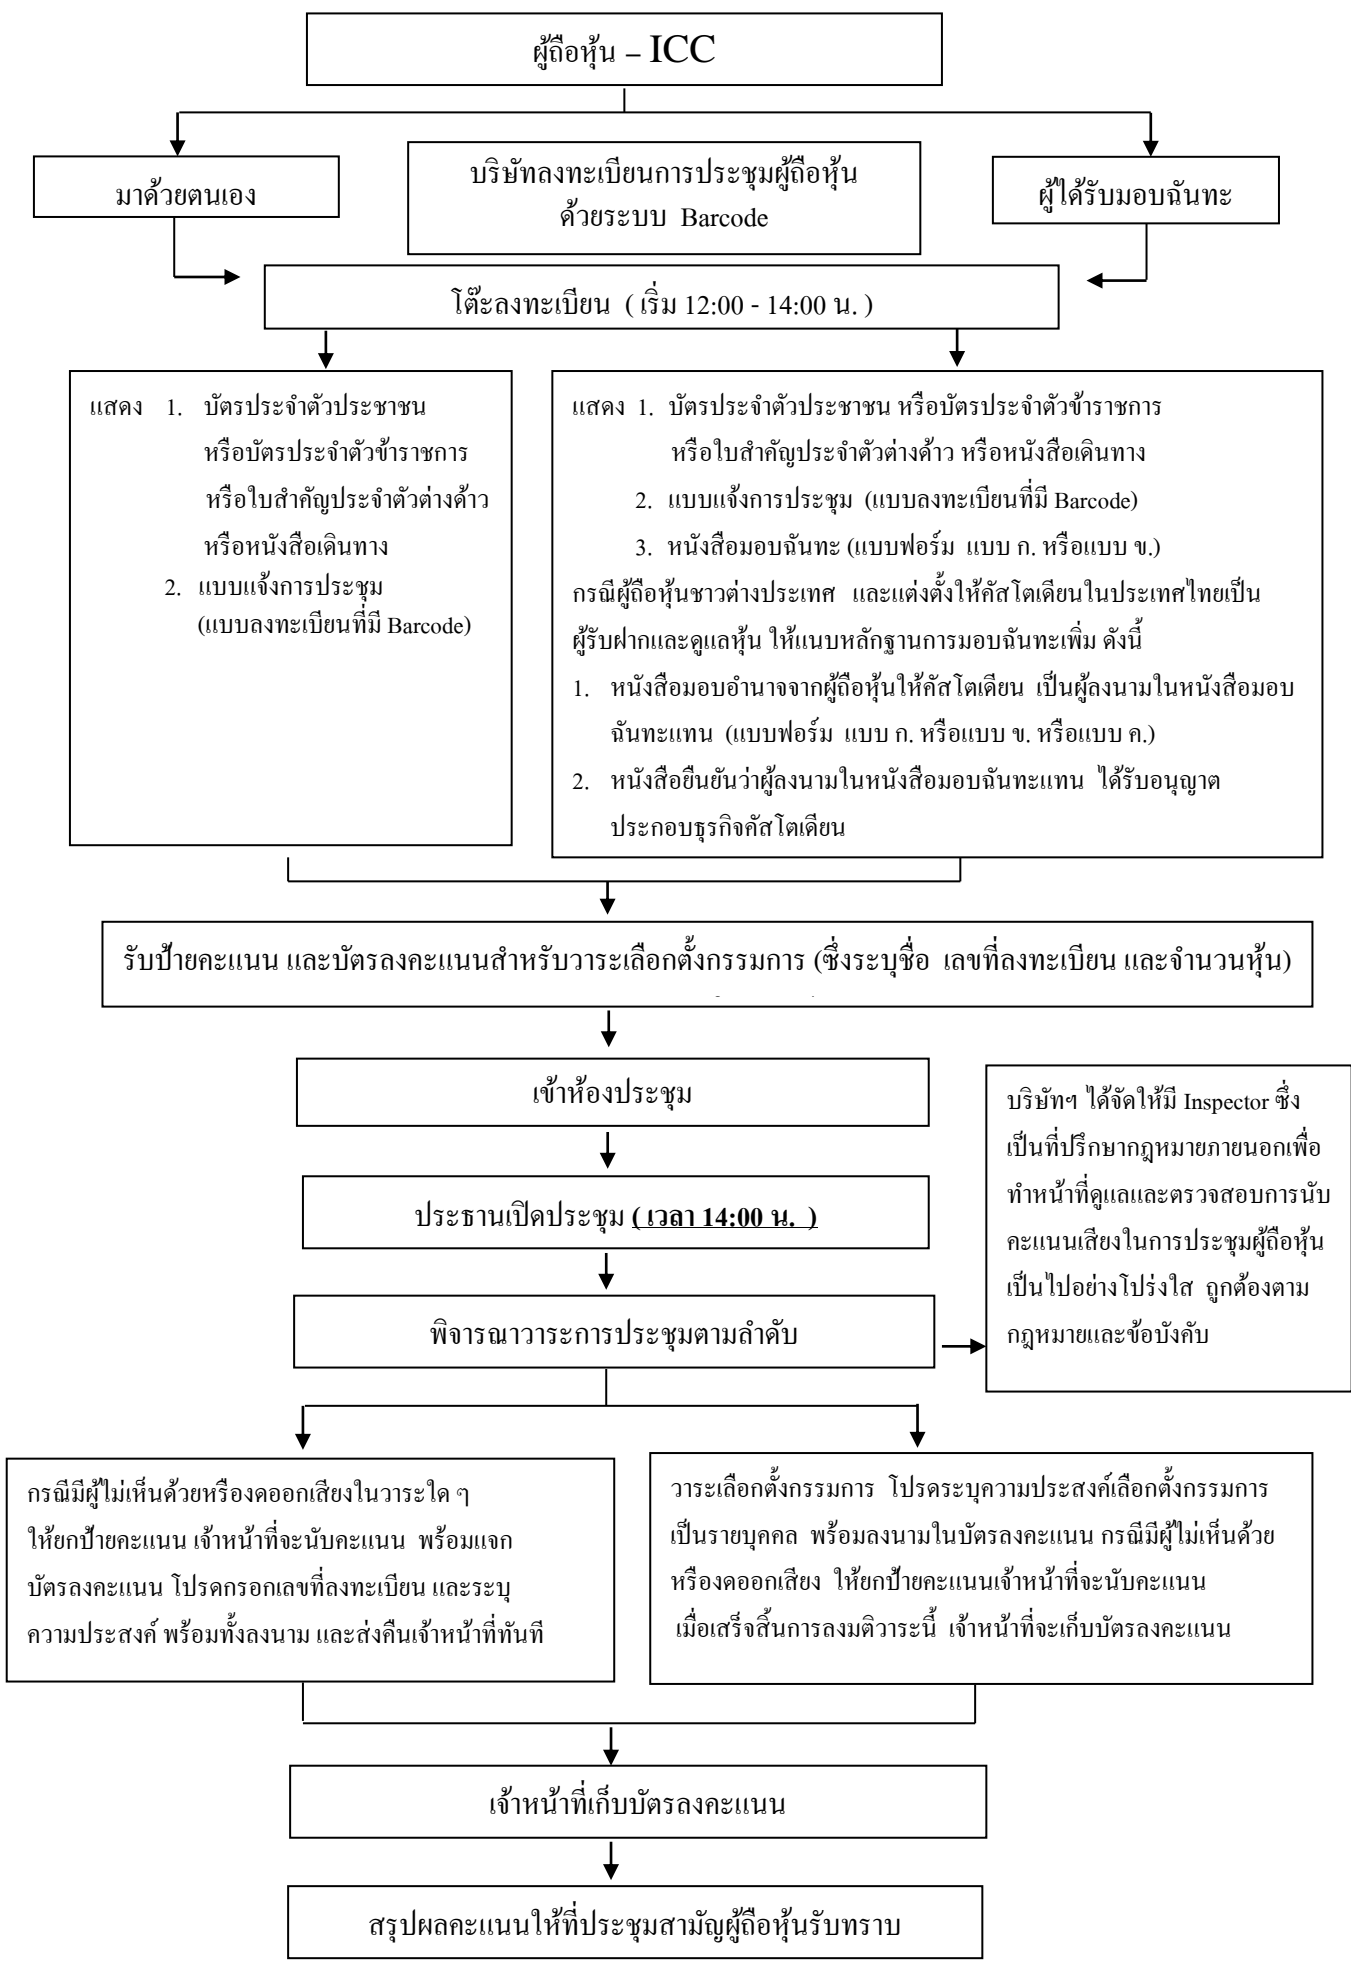 ผู้ถือหุ้น – ICC
มาด้วยตนเอง
บริษัทลงทะเบียนการประชุมผู้ถือหุ้น
ด้วยระบบ Barcode
ผู้ได้รับมอบฉันทะ
โต๊ะลงทะเบียน ( เริ่ม 12:00 - 14:00 น. )
แสดง 1. บัตรประจำตัวประชาชน
หรือบัตรประจำตัวข้าราชการ
หรือใบสำคัญประจำตัวต่างด้าว
หรือหนังสือเดินทาง
2. แบบแจ้งการประชุม
(แบบลงทะเบียนที่มี Barcode)
แสดง 1. บัตรประจำตัวประชาชน หรือบัตรประจำตัวข้าราชการ
หรือใบสำคัญประจำตัวต่างด้าว หรือหนังสือเดินทาง
2. แบบแจ้งการประชุม (แบบลงทะเบียนที่มี Barcode)
3. หนังสือมอบฉันทะ (แบบฟอร์ม แบบ ก. หรือแบบ ข.)
กรณีผู้ถือหุ้นชาวต่างประเทศ และแต่งตั้งให้คัสโตเดียนในประเทศไทยเป็น
ผู้รับฝากและดูแลหุ้น ให้แนบหลักฐานการมอบฉันทะเพิ่ม ดังนี้
1. หนังสือมอบอำนาจจากผู้ถือหุ้นให้คัสโตเดียน เป็นผู้ลงนามในหนังสือมอบ
ฉันทะแทน (แบบฟอร์ม แบบ ก. หรือแบบ ข. หรือแบบ ค.)
2. หนังสือยืนยันว่าผู้ลงนามในหนังสือมอบฉันทะแทน ได้รับอนุญาต
ประกอบธุรกิจคัสโตเดียน
รับป้ายคะแนน และบัตรลงคะแนนสำหรับวาระเลือกตั้งกรรมการ (ซึ่งระบุชื่อ เลขที่ลงทะเบียน และจำนวนหุ้น)
เข้าห้องประชุม
ประธานเปิดประชุม ( เวลา 14:00 น. )
พิจารณาวาระการประชุมตามลำดับ
บริษัทฯ ได้จัดให้มี Inspector ซึ่ง
เป็นที่ปรึกษากฎหมายภายนอกเพื่อ
ทำหน้าที่ดูแลและตรวจสอบการนับ
คะแนนเสียงในการประชุมผู้ถือหุ้น
เป็นไปอย่างโปร่งใส ถูกต้องตาม
กฎหมายและข้อบังคับ
กรณีมีผู้ไม่เห็นด้วยหรืองดออกเสียงในวาระใด ๆ
ให้ยกป้ายคะแนน เจ้าหน้าที่จะนับคะแนน พร้อมแจก
บัตรลงคะแนน โปรดกรอกเลขที่ลงทะเบียน และระบุ
ความประสงค์ พร้อมทั้งลงนาม และส่งคืนเจ้าหน้าที่ทันที
วาระเลือกตั้งกรรมการ โปรดระบุความประสงค์เลือกตั้งกรรมการ
เป็นรายบุคคล พร้อมลงนามในบัตรลงคะแนน กรณีมีผู้ไม่เห็นด้วย
หรืองดออกเสียง ให้ยกป้ายคะแนนเจ้าหน้าที่จะนับคะแนน
เมื่อเสร็จสิ้นการลงมติวาระนี้ เจ้าหน้าที่จะเก็บบัตรลงคะแนน
เจ้าหน้าที่เก็บบัตรลงคะแนน
สรุปผลคะแนนให้ที่ประชุมสามัญผู้ถือหุ้นรับทราบ